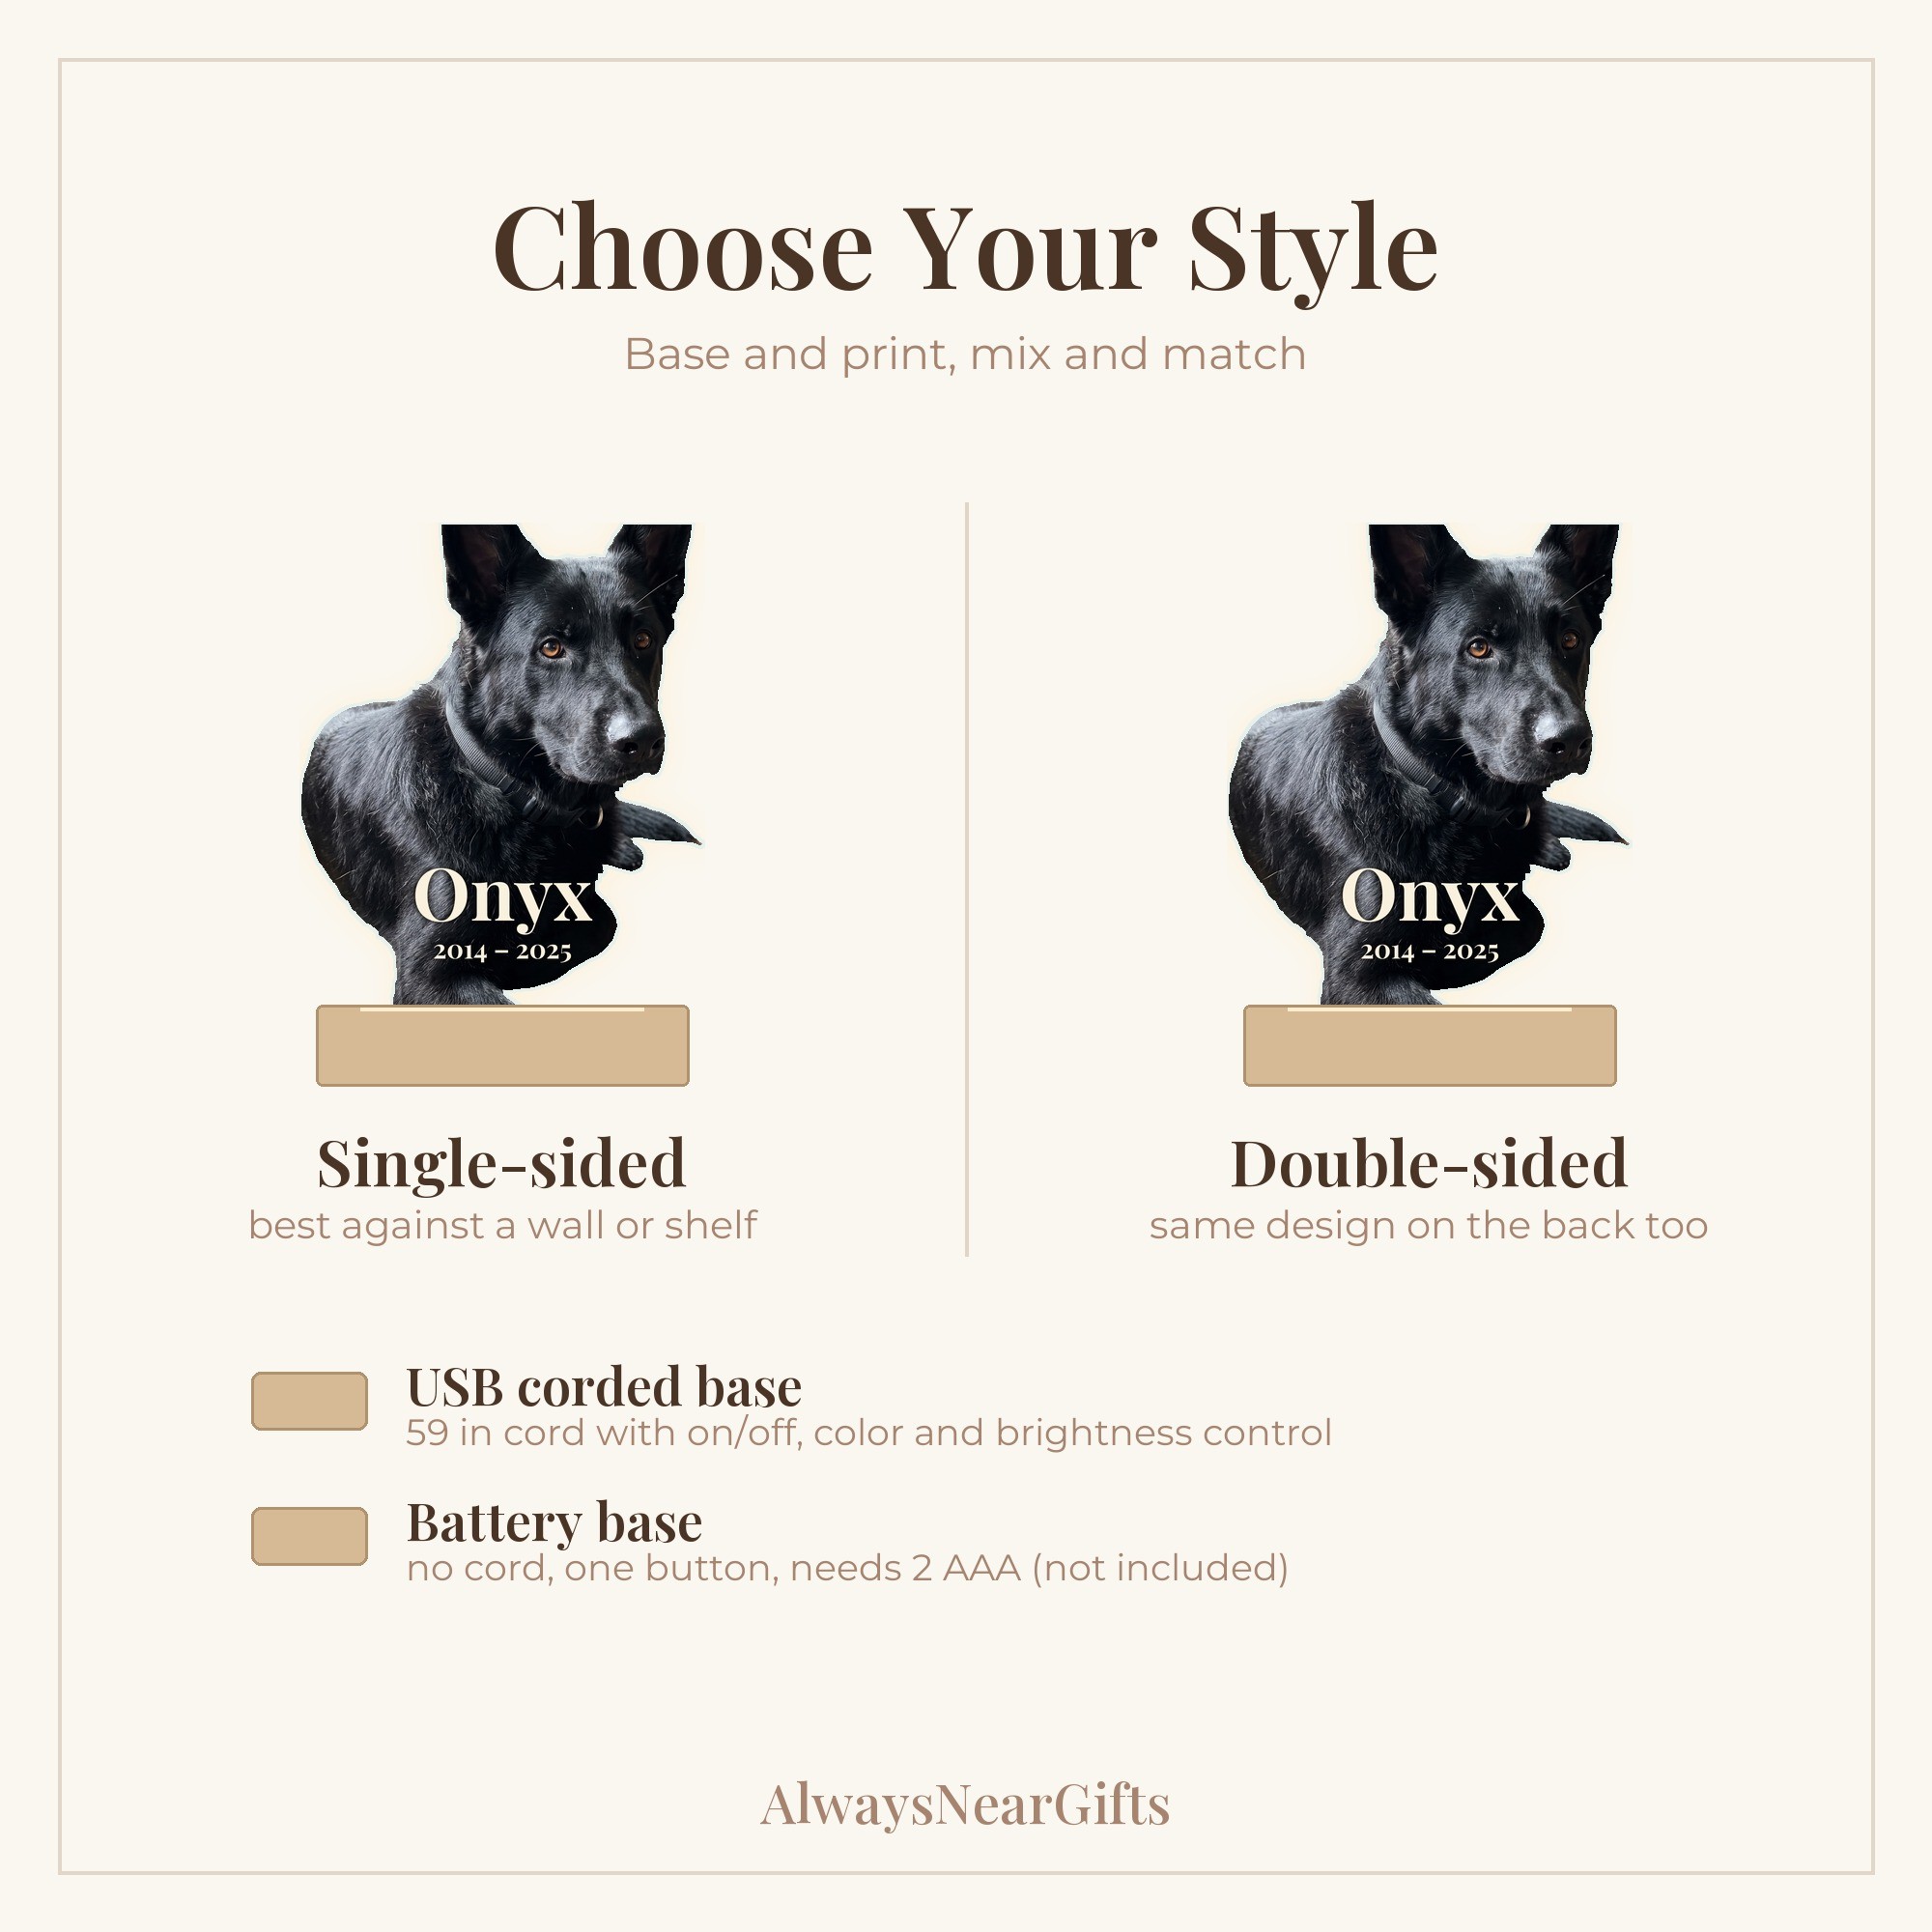 Choose Your Style
Base and print, mix and match
Onyx
2014 – 2025
Single-sided
best against a wall or shelf
Onyx
2014 – 2025
Double-sided
same design on the back too
USB corded base
59 in cord with on/off, color and brightness control
Battery base
no cord, one button, needs 2 AAA (not included)
AlwaysNearGifts